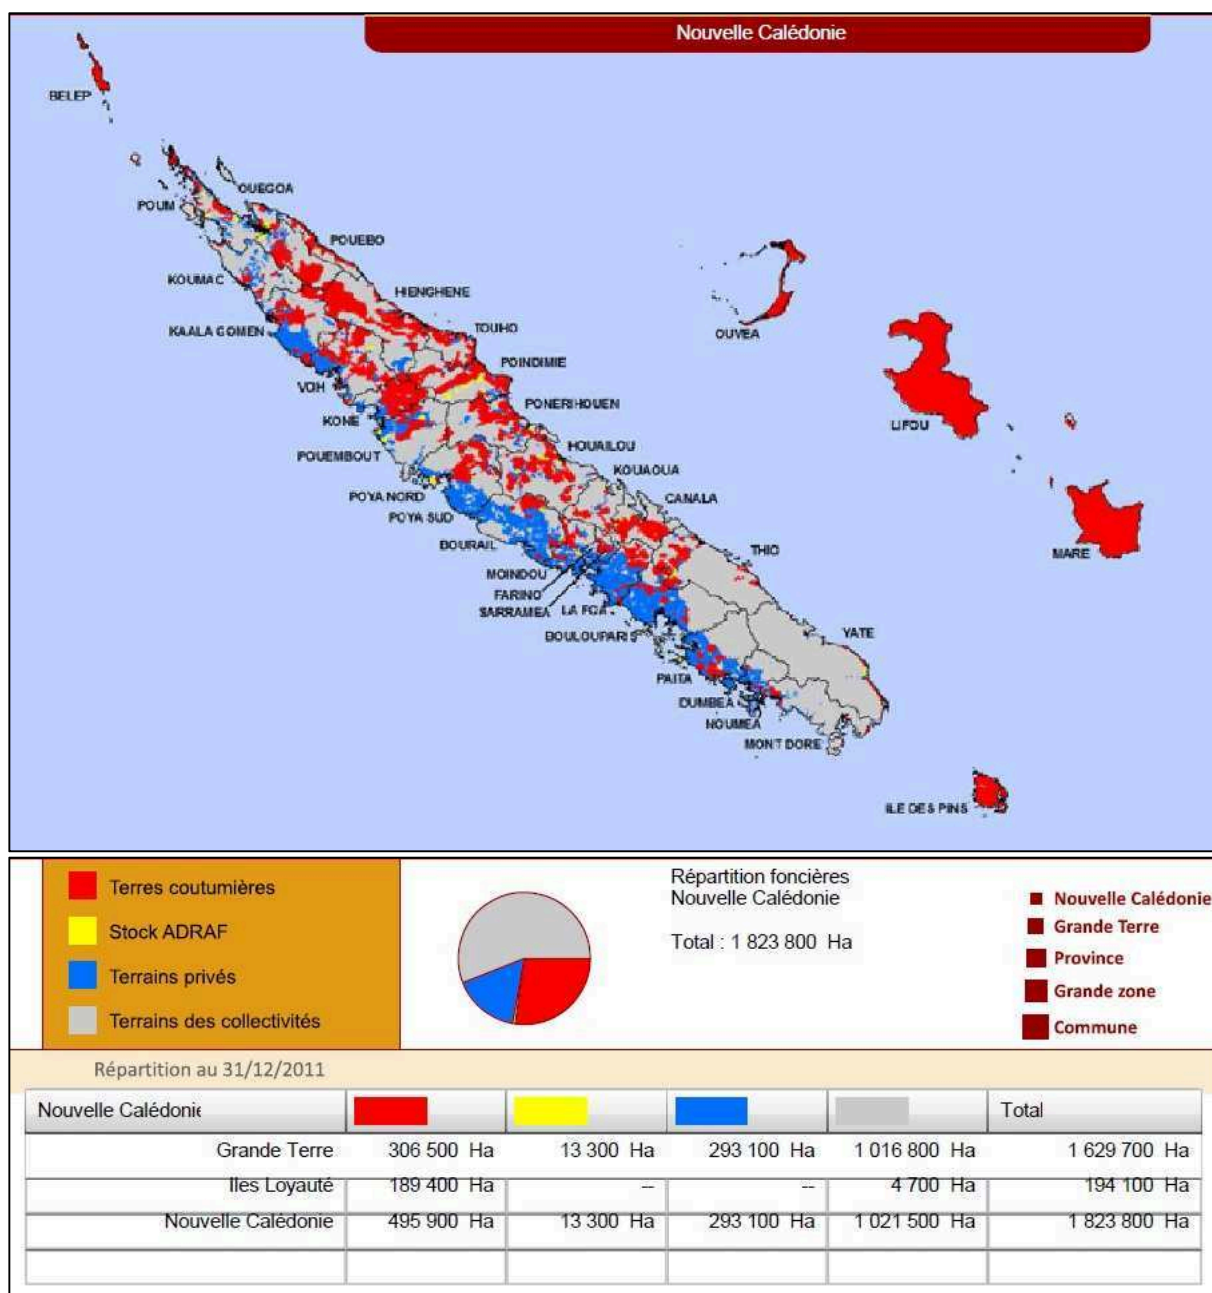 Nouvelle Calédonie
BELEP
OUEGOA
POUM
POUEBO
KOUMAC
HIENGHENE
KAALA GOMEN
TOUHO
OUVEA
POINDIMIE
VOH
PONERIHOUEN
LIFOU
KONE
HOUAILOU
POUEMBOUT
KOUAOUA
POYA NORD
CANALA
POYA SUD
BOURAIL
THIO
MARE
MOINDOU
FARINO
SARRAMEA
LA FOA
BOULOUPARIS
YATE
PAITA
DUMBEA
NOUMEA
MONT DORE
ILE DES PINS
Terres coutumières
Stock ADRAF
Terrains privés
Terrains des collectivités
Répartition foncières
Nouvelle Calédonie
Total : 1 823 800 Ha
Nouvelle Calédonie
Grande Terre
Province
Grande zone
Commune
Répartition au 31/12/2011
Nouvelle Calédonie Total
Grande Terre 306 500 Ha 13 300 Ha 293 100 Ha 1 016 800 Ha 1 629 700 Ha
Iles Loyauté 189 400 Ha -- -- 4 700 Ha 194 100 Ha
Nouvelle Calédonie 495 900 Ha 13 300 Ha 293 100 Ha 1 021 500 Ha 1 823 800 Ha